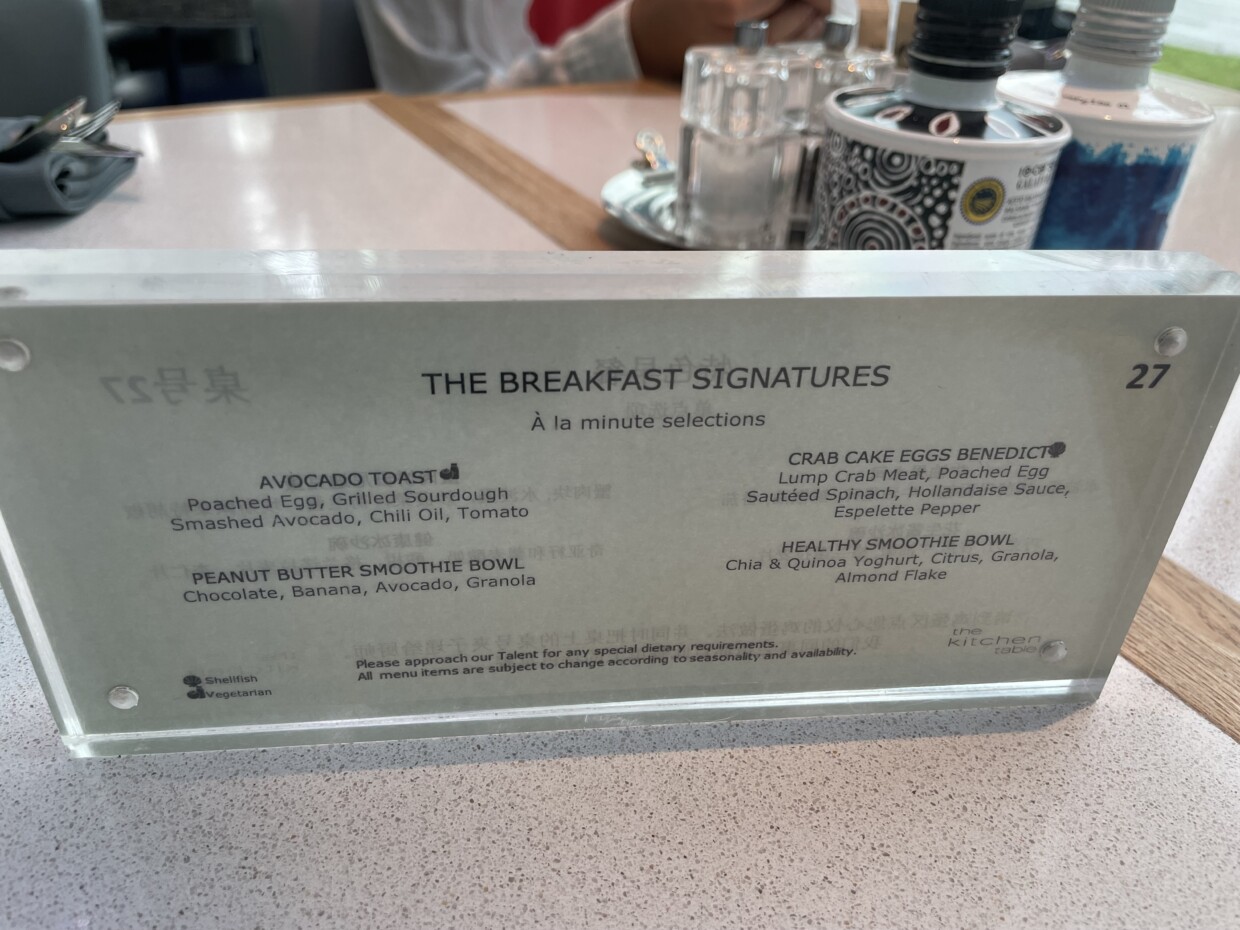 THE BREAKFAST SIGNATURES
27
À la minute selections
AVOCADO TOAST
Poached Egg, Grilled Sourdough
Smashed Avocado, Chili Oil, Tomato
PEANUT BUTTER SMOOTHIE BOWL
Chocolate, Banana, Avocado, Granola
CRAB CAKE EGGS BENEDICT
Lump Crab Meat, Poached Egg
Sautéed Spinach, Hollandaise Sauce,
Espelette Pepper
HEALTHY SMOOTHIE BOWL
Chia & Quinoa Yoghurt, Citrus, Granola,
Almond Flake
Please approach our Talent for any special dietary requirements.
All menu items are subject to change according to seasonality and availability.
Shellfish
Vegetarian
the
kitchen
table
桌号27